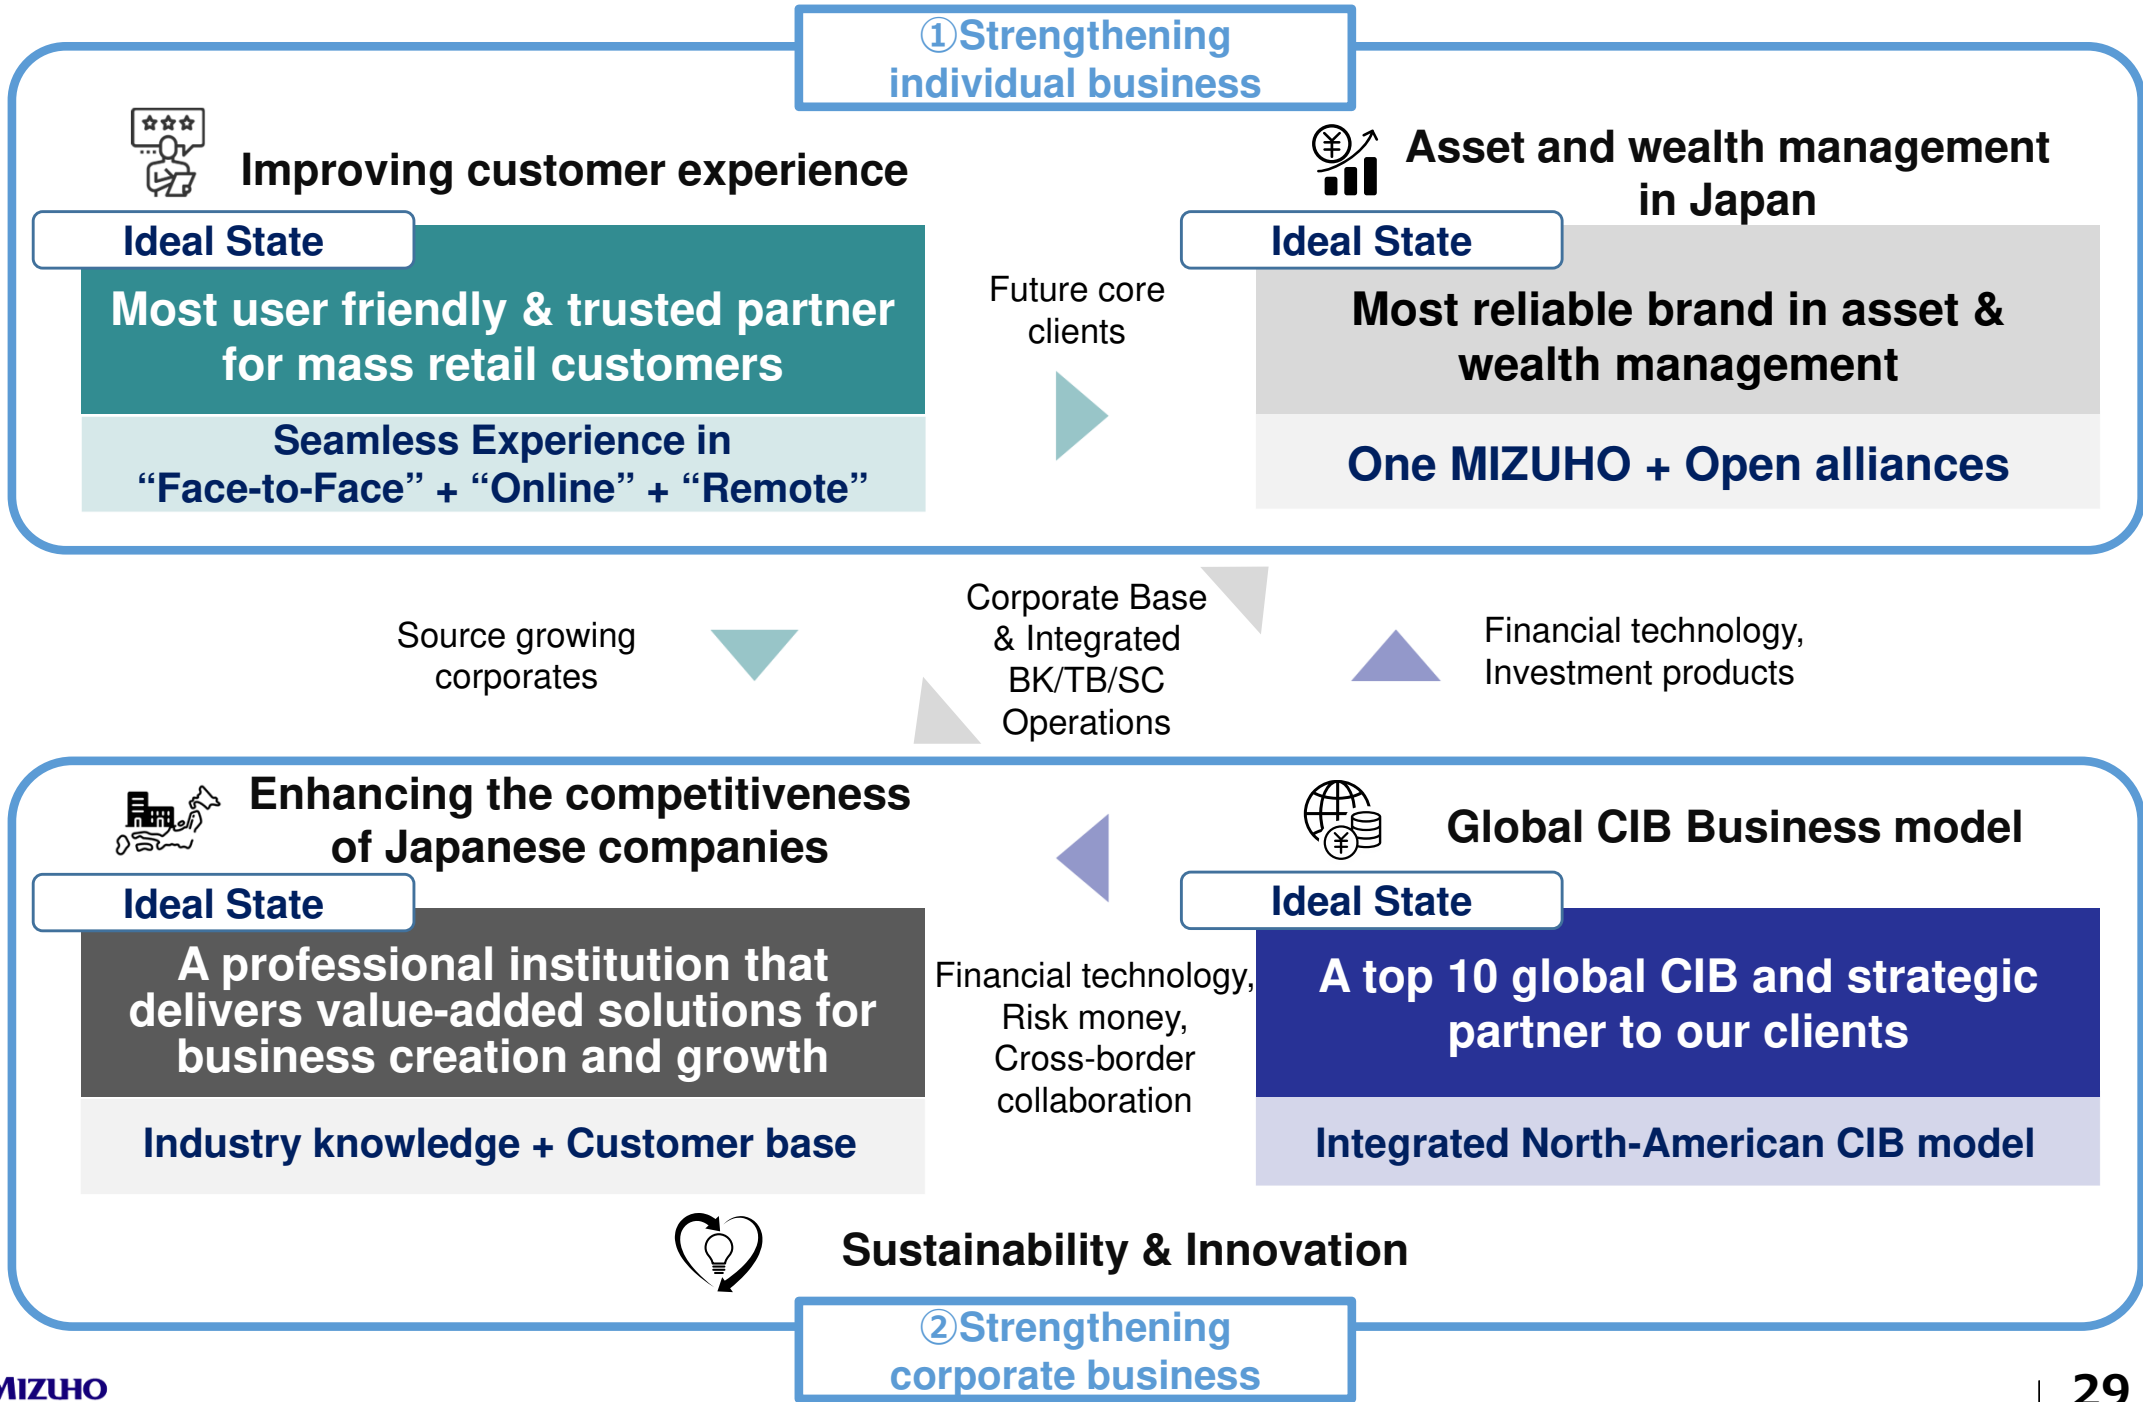 ①Strengthening
individual business
Improving customer experience
Ideal State
Most user friendly & trusted partner
for mass retail customers
Seamless Experience in
“Face-to-Face” + “Online” + “Remote”
Future core
clients
Asset and wealth management
in Japan
Ideal State
Most reliable brand in asset &
wealth management
One MIZUHO + Open alliances
Source growing
corporates
Corporate Base
& Integrated
BK/TB/SC
Operations
Financial technology,
Investment products
Enhancing the competitiveness
of Japanese companies
Ideal State
A professional institution that
delivers value-added solutions for
business creation and growth
Industry knowledge + Customer base
Financial technology,
Risk money,
Cross-border
collaboration
Global CIB Business model
Ideal State
A top 10 global CIB and strategic
partner to our clients
Integrated North-American CIB model
Sustainability & Innovation
②Strengthening
corporate business
MIZUHO
29